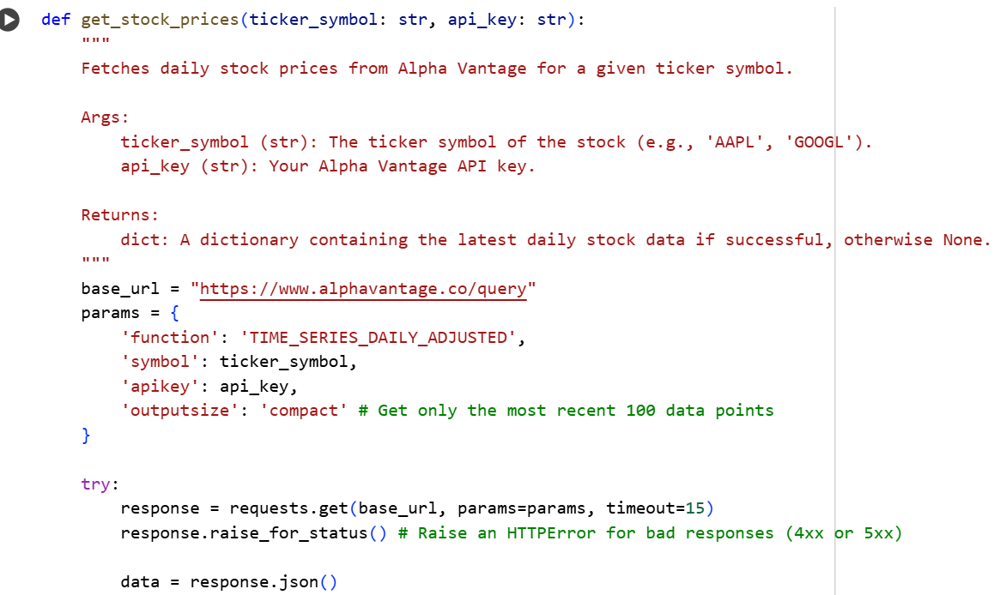 def get_stock_prices(ticker_symbol: str, api_key: str):
    """
    Fetches daily stock prices from Alpha Vantage for a given ticker symbol.

    Args:
        ticker_symbol (str): The ticker symbol of the stock (e.g., 'AAPL', 'GOOGL').
        api_key (str): Your Alpha Vantage API key.

    Returns:
        dict: A dictionary containing the latest daily stock data if successful, otherwise None.
    """
    base_url = "https://www.alphavantage.co/query"
    params = {
        'function': 'TIME_SERIES_DAILY_ADJUSTED',
        'symbol': ticker_symbol,
        'apikey': api_key,
        'outputsize': 'compact' # Get only the most recent 100 data points
    }

    try:
        response = requests.get(base_url, params=params, timeout=15)
        response.raise_for_status() # Raise an HTTPError for bad responses (4xx or 5xx)

        data = response.json()